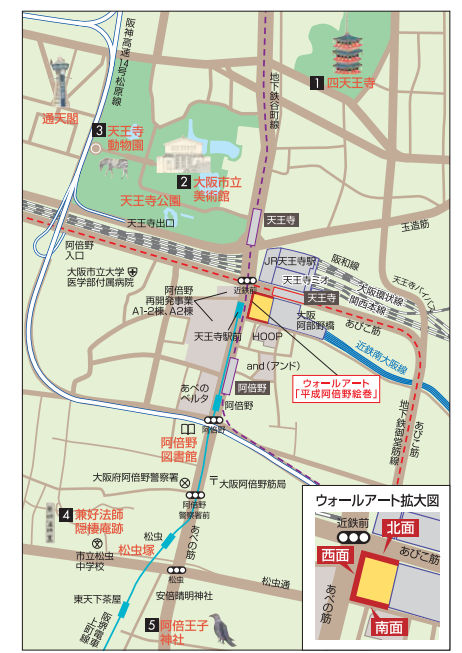 阪神高速14号松原線
地下鉄谷町線
1 四天王寺
通天閣
3 天王寺
動物園
2 大阪市立
美術館
天王寺公園
天王寺出口
天王寺
玉造筋
阿倍野
入口
JR天王寺駅
阪和線
大阪市立大学
医学部付属病院
近鉄前
天王寺ミオ
大阪環状線
天王寺バイパス
関西本線
天王寺
阿倍野
再開発事業
A1-2棟、A2棟
大阪
阿部野橋
あびこ筋
天王寺駅前
HOOP
近鉄南大阪線
and(アンド)
あべの
ベルタ
阿倍野
阿倍野
ウォールアート
「平成阿倍野絵巻」
地下鉄御堂筋線
あびこ筋
阿倍野
阿倍野
図書館
大阪府阿倍野警察署
〒大阪阿倍野筋局
阿倍野
警察署前
あべの筋
4 兼好法師
隠棲庵跡
松虫
文
市立松虫
中学校
松虫塚
松虫
松虫通
安倍晴明神社
東天下茶屋
阪堺電車
上町線
5 阿倍王子
神社
ウォールアート拡大図
近鉄前
北面
あびこ筋
西面
あべの筋
南面